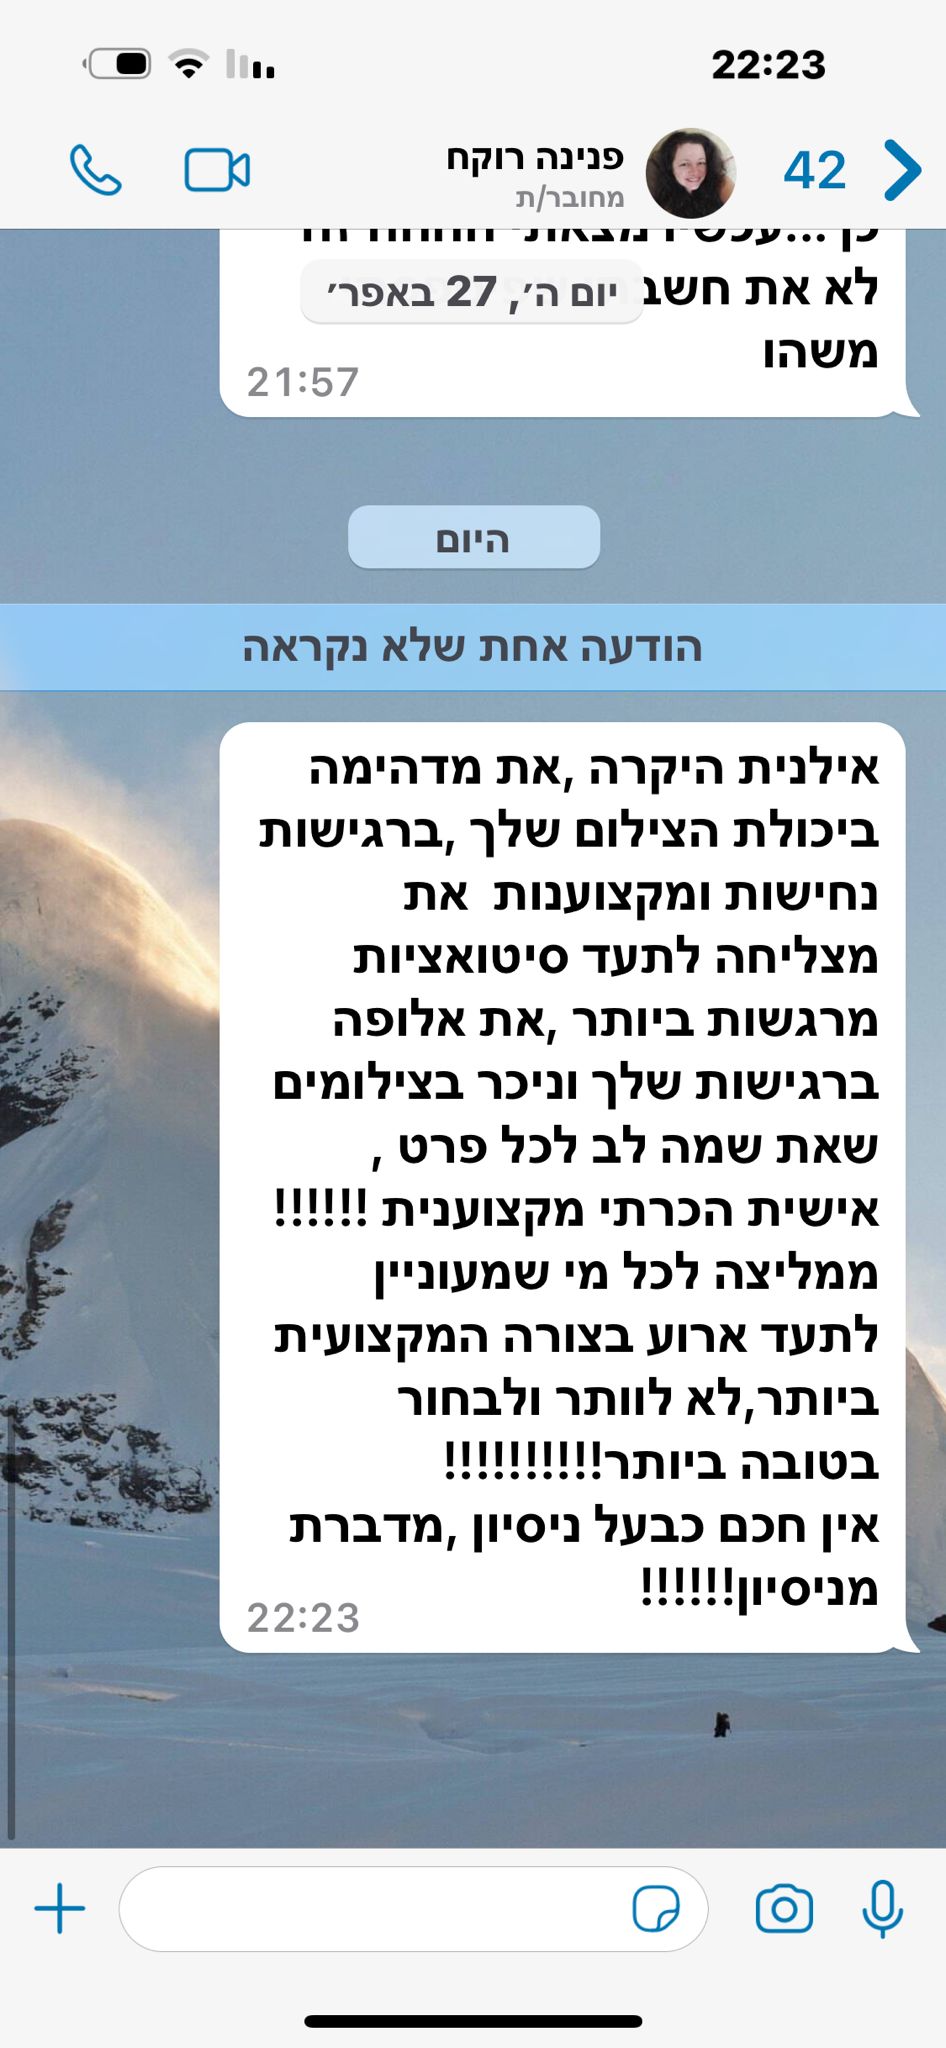 22:23
פנינה רוקח
42
מחובר/ת
לא את חשב
יום ה׳, 27 באפר׳
משהו
21:57
היום
הודעה אחת שלא נקראה
אילנית היקרה ,את מדהימה
ביכולת הצילום שלך ,ברגישות
נחישות ומקצוענות  את
מצליחה לתעד סיטואציות
מרגשות ביותר ,את אלופה
ברגישות שלך וניכר בצילומים
שאת שמה לב לכל פרט ,
אישית הכרתי מקצוענית !!!!!!
ממליצה לכל מי שמעוניין
לתעד ארוע בצורה המקצועית
ביותר,לא לוותר ולבחור
בטובה ביותר!!!!!!!!!!
אין חכם כבעל ניסיון ,מדברת
מניסיון!!!!!!
22:23